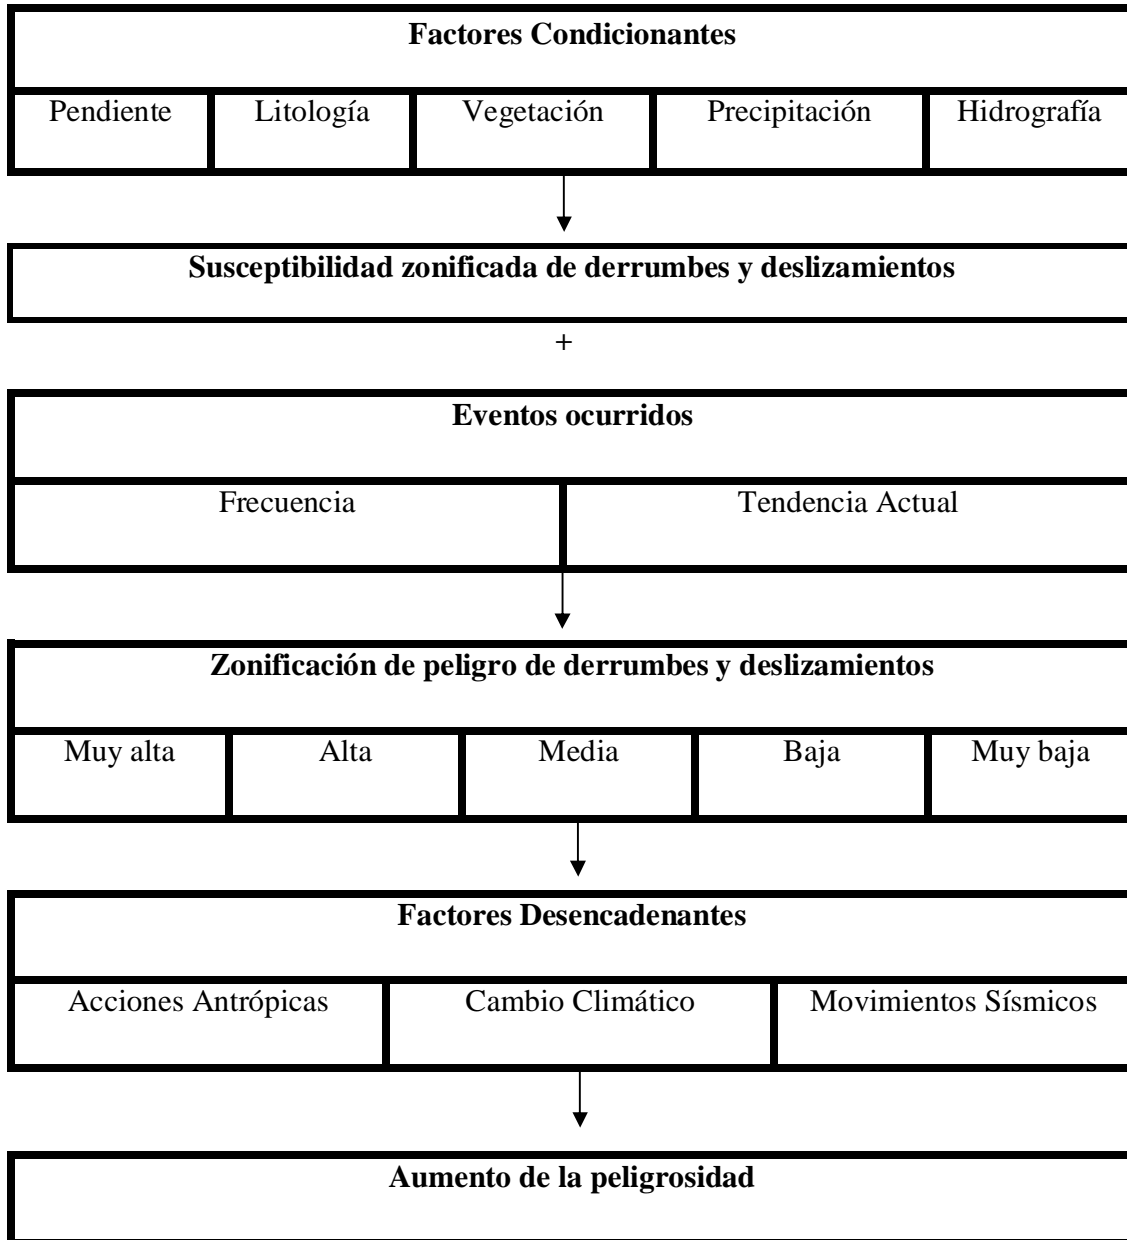 Factores Condicionantes
Pendiente Litología Vegetación Precipitación Hidrografía
Susceptibilidad zonificada de derrumbes y deslizamientos
+
Eventos ocurridos
Frecuencia Tendencia Actual
Zonificación de peligro de derrumbes y deslizamientos
Muy alta Alta Media Baja Muy baja
Factores Desencadenantes
Acciones Antrópicas Cambio Climático Movimientos Sísmicos
Aumento de la peligrosidad